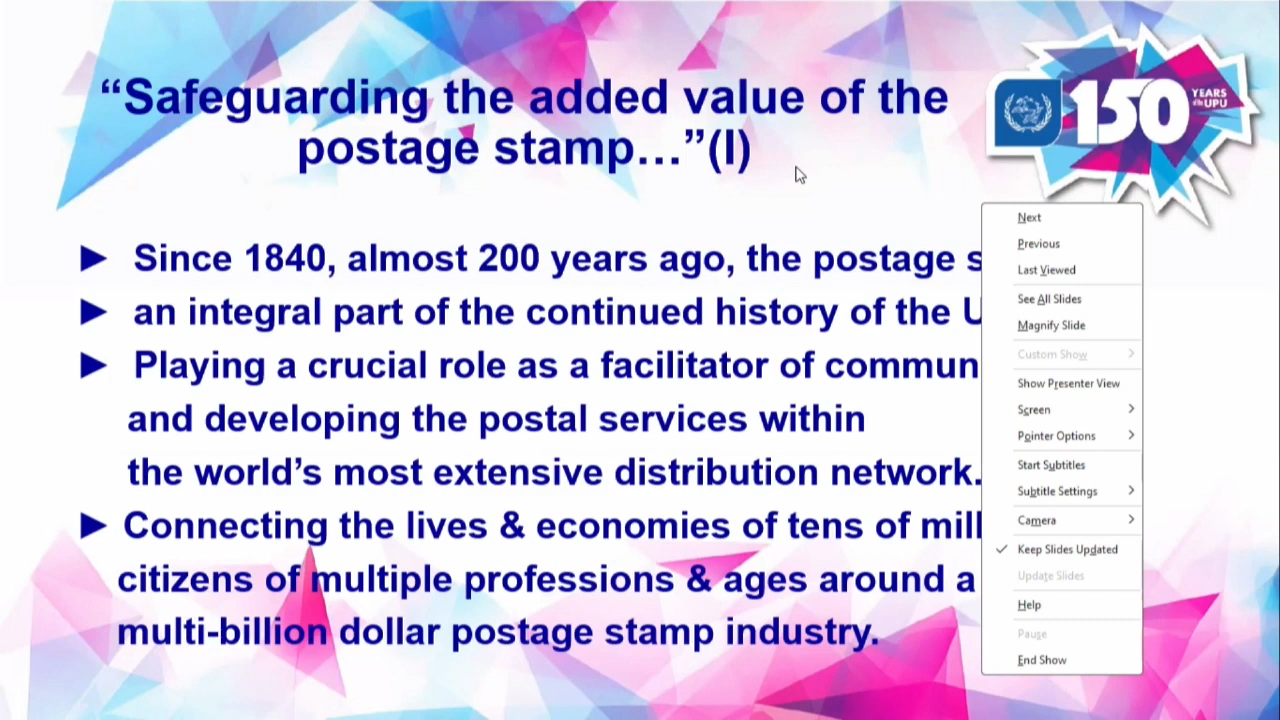 “Safeguarding the added value of the
postage stamp…”(I)
150
YEARS
of the UPU
► Since 1840, almost 200 years ago, the postage
► an integral part of the continued history of the
► Playing a crucial role as a facilitator of
and developing the postal services within
the world’s most extensive distribution network.
► Connecting the lives & economies of tens of
citizens of multiple professions & ages around a
multi-billion dollar postage stamp industry.
Next
Previous
Last Viewed
See All Slides
Magnify Slide
Custom Show
Show Presenter View
Screen
Pointer Options
Start Subtitles
Subtitle Settings
Camera
Keep Slides Updated
Update Slides
Help
Pause
End Show